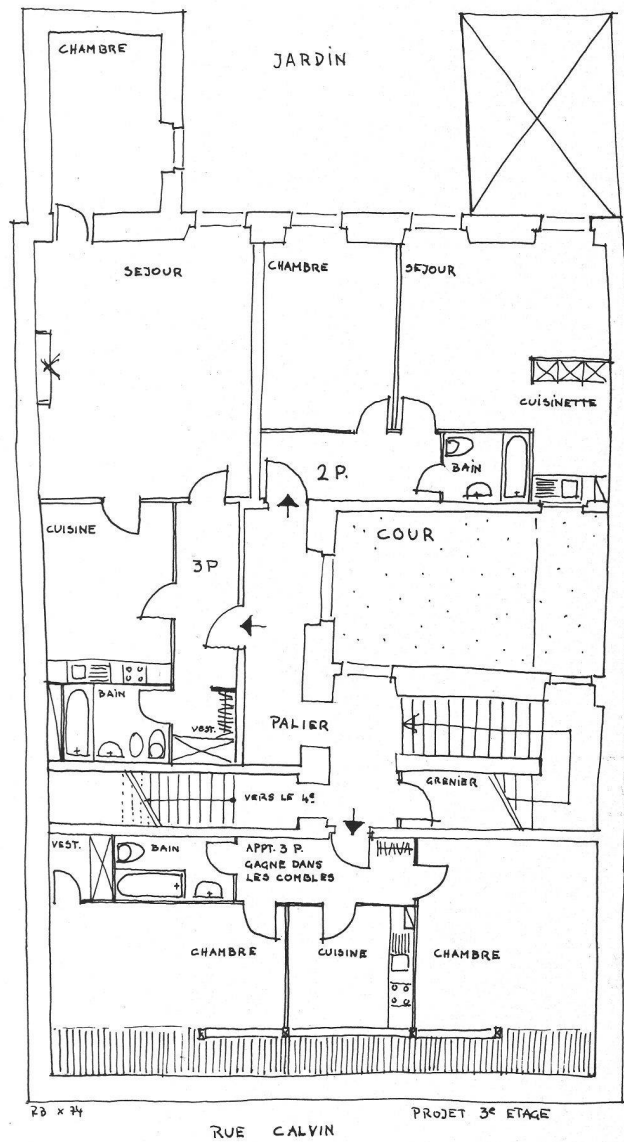 CHAMBRE
JARDIN
SEJOUR
CHAMBRE
SEJOUR
CUISINETTE
BAIN
2 P.
CUISINE
COUR
3 P
BAIN
VEST.
PALIER
GRENIER
VERS LE 4e
VEST.
BAIN
APPT. 3 P.
GAGNE DANS
LES COMBLES
CHAMBRE
CUISINE
CHAMBRE
PROJET 3e ETAGE
RUE CALVIN